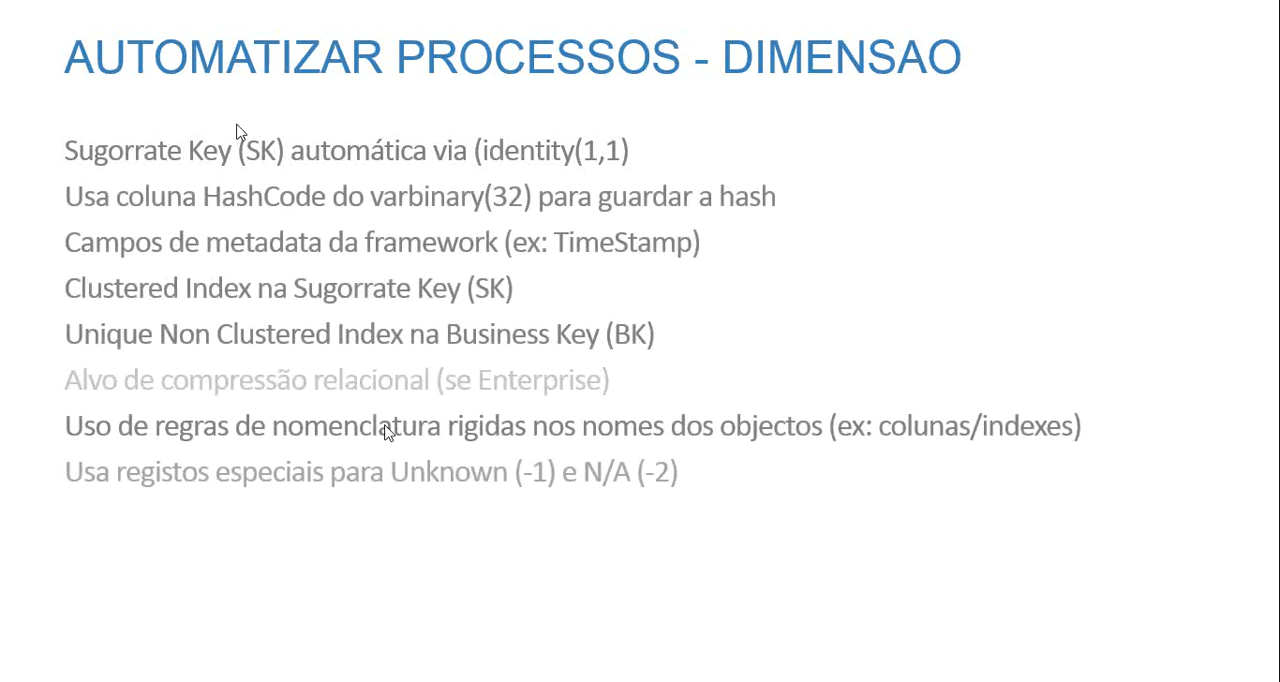 AUTOMATIZAR PROCESSOS - DIMENSAO
Sugorrate Key (SK) automática via (identity(1,1)
Usa coluna HashCode do varbinary(32) para guardar a hash
Campos de metadata da framework (ex: TimeStamp)
Clustered Index na Sugorrate Key (SK)
Unique Non Clustered Index na Business Key (BK)
Alvo de compressão relacional (se Enterprise)
Uso de regras de nomenclatura rigidas nos nomes dos objectos (ex: colunas/indexes)
Usa registos especiais para Unknown (-1) e N/A (-2)